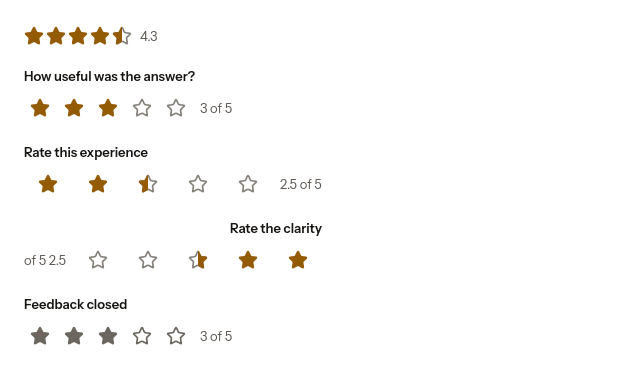 4.3
How useful was the answer?
3 of 5
Rate this experience
2.5 of 5
Rate the clarity
of 5 2.5
Feedback closed
3 of 5